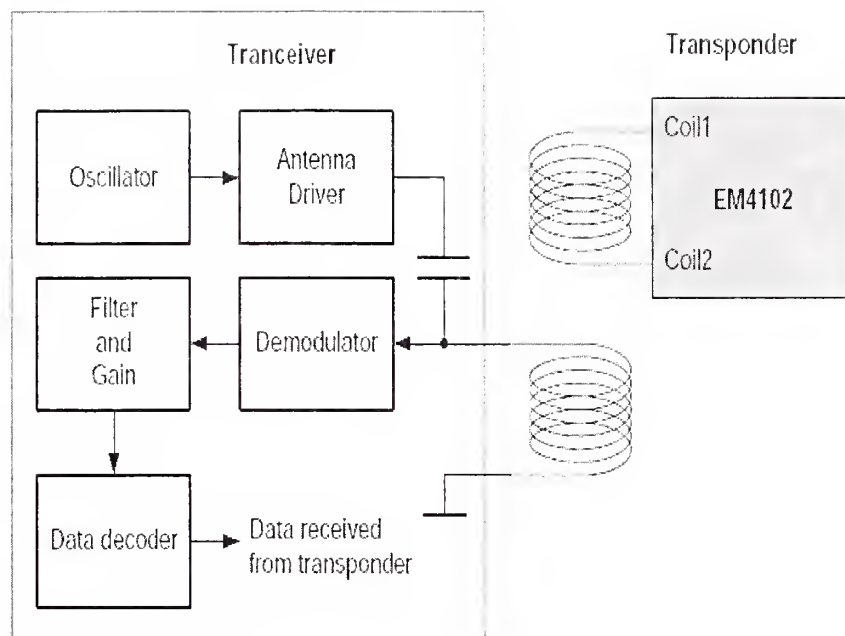 Tranceiver
Transponder
Oscillator
Antenna
Driver
Coil1
EM4102
Coil2
Filter
and
Gain
Demodulator
Data decoder
Data received
from transponder